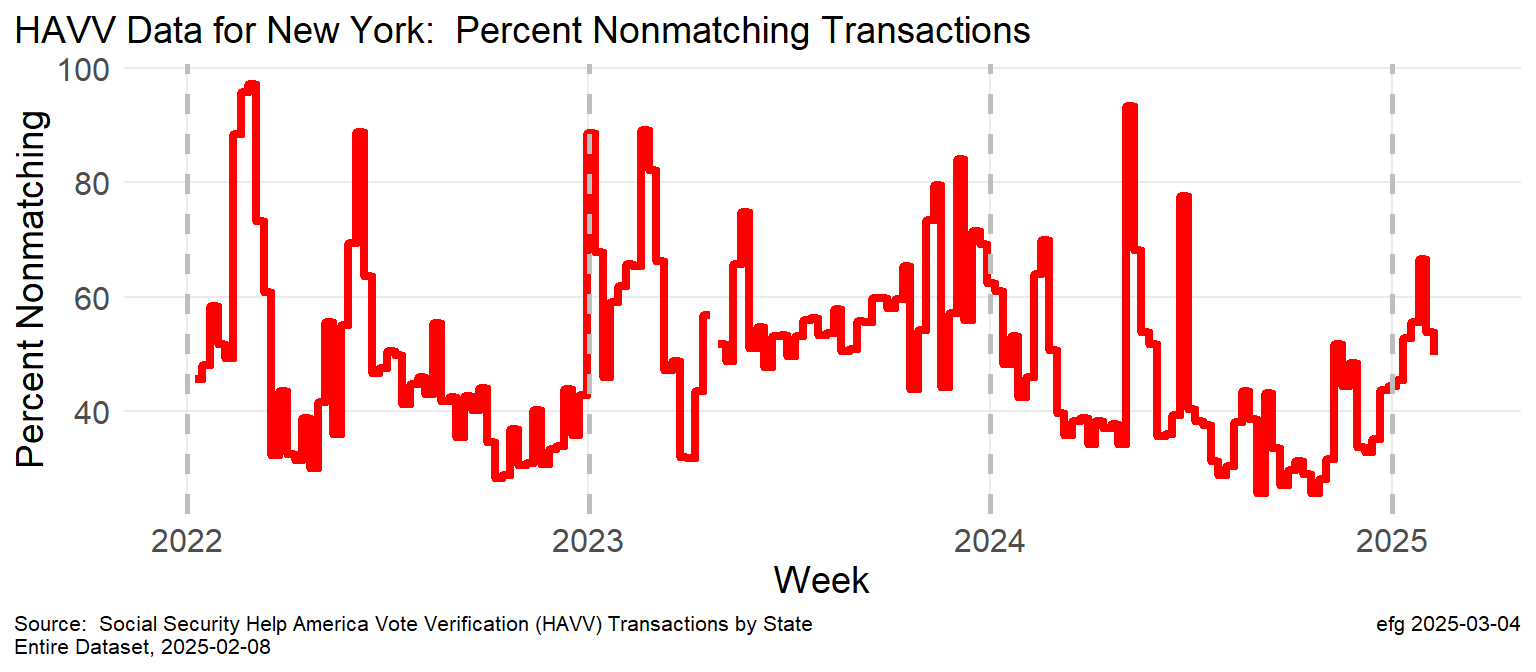 HAVV Data for New York:  Percent Nonmatching Transactions
100
80
60
40
Percent Nonmatching
2022
2023
2024
2025
Week
Source:  Social Security Help America Vote Verification (HAVV) Transactions by State
Entire Dataset, 2025-02-08
efg 2025-03-04